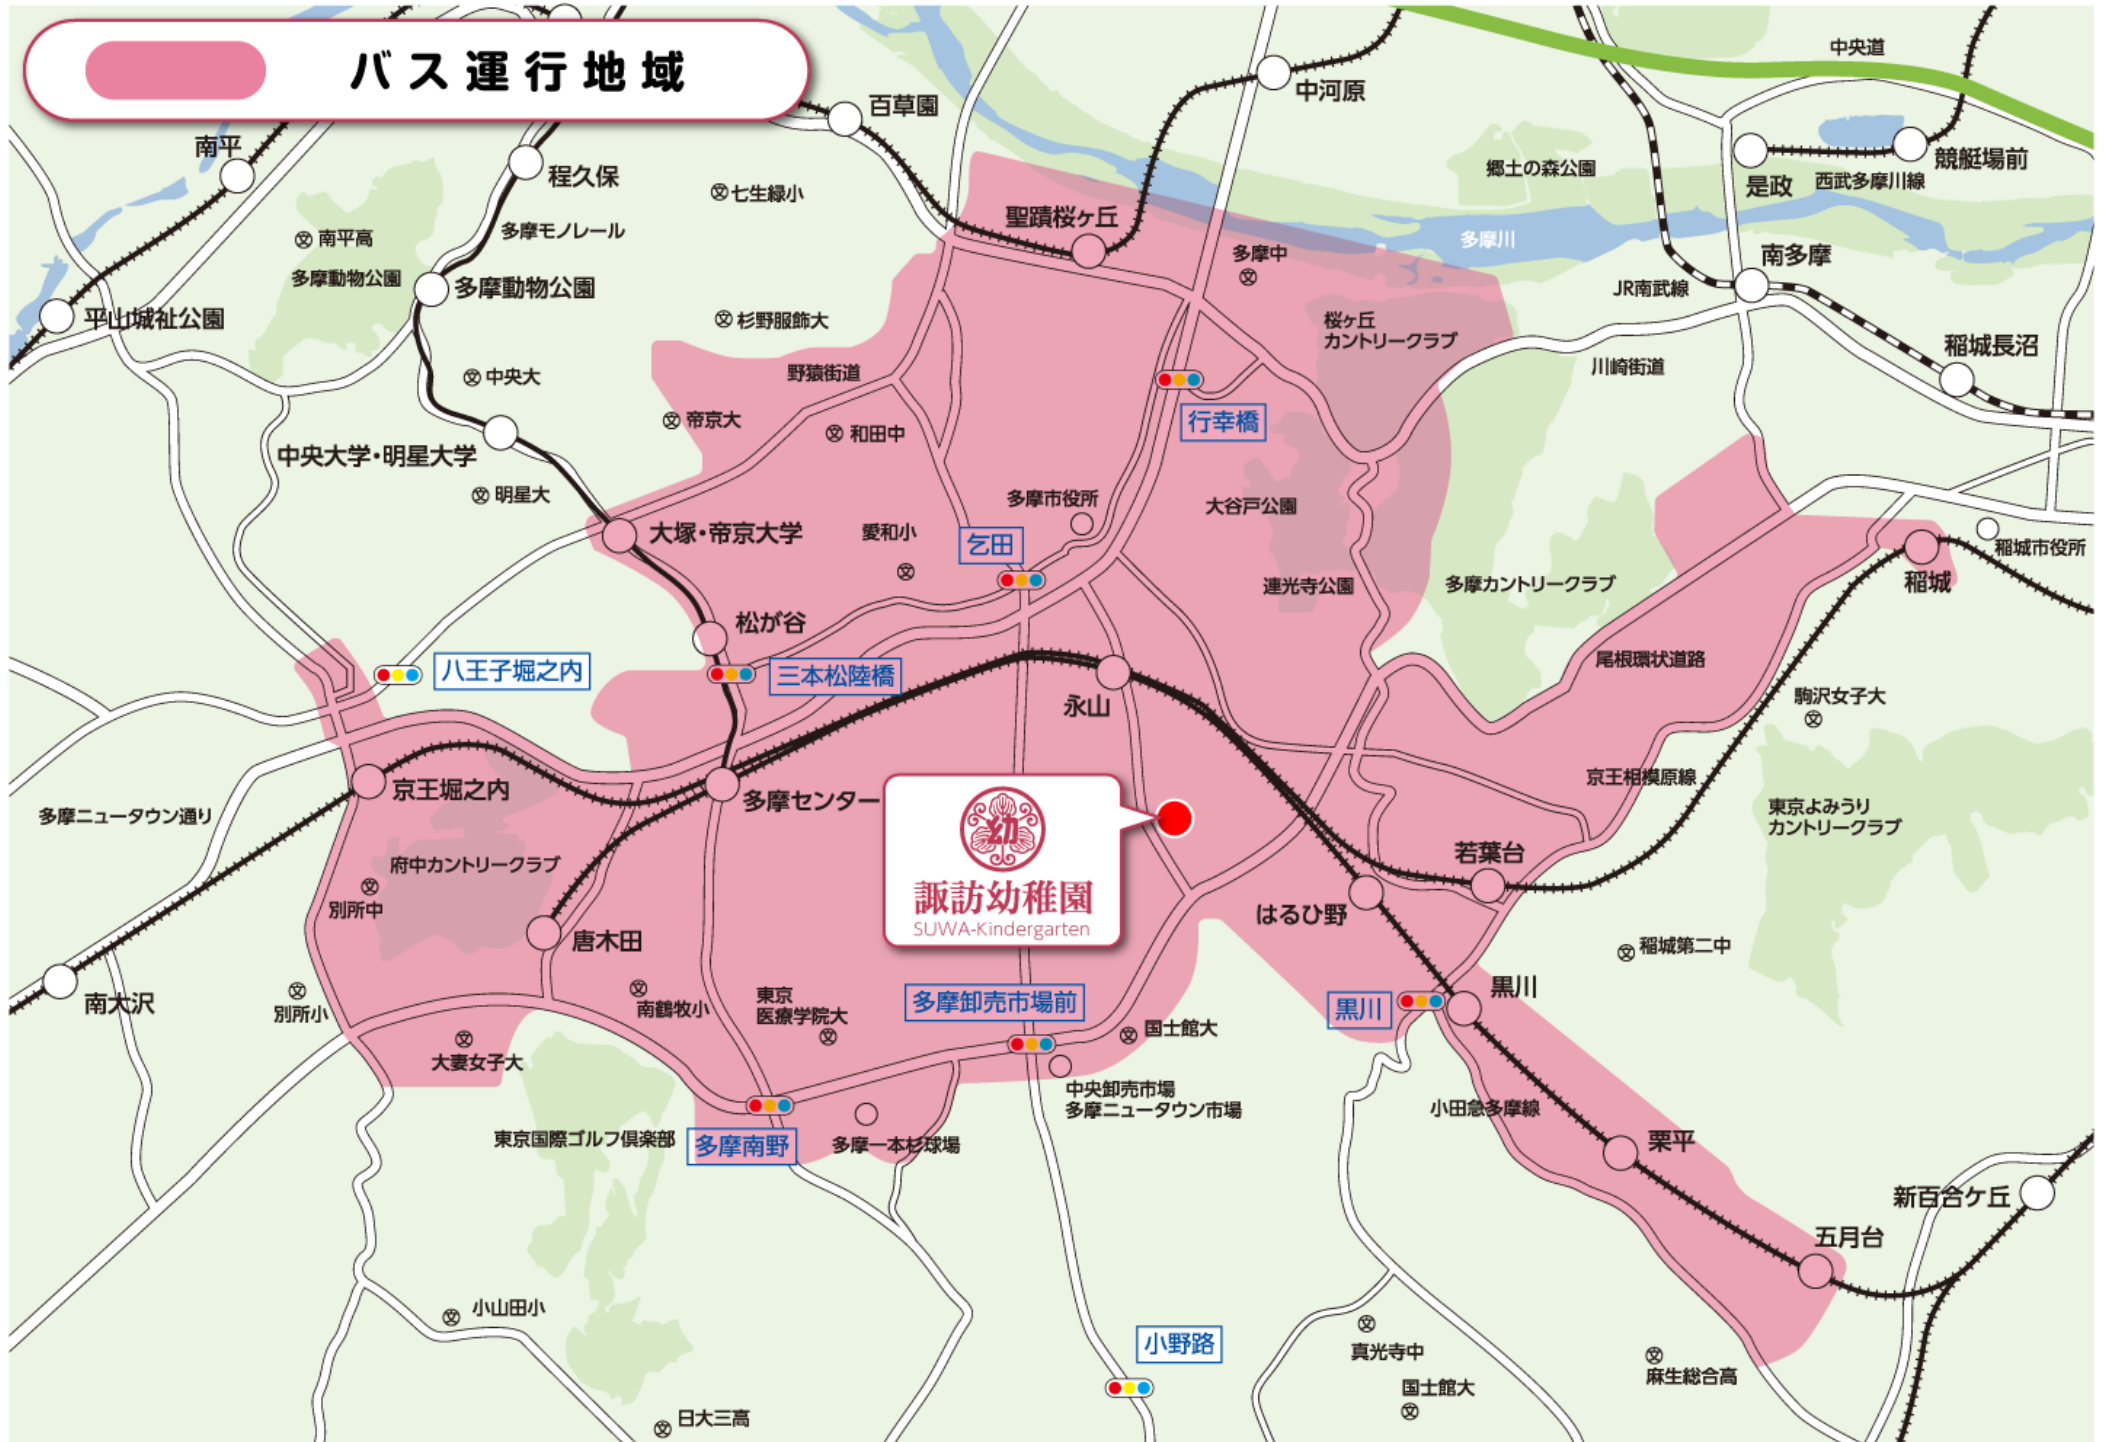 バス運行地域
中央道
百草園
中河原
南平
程久保
七生緑小
郷土の森公園
是政
西武多摩川線
競艇場前
南平高
多摩モノレール
多摩動物公園
多摩動物公園
聖蹟桜ヶ丘
多摩中
多摩川
南多摩
JR南武線
平山城祉公園
杉野服飾大
桜ヶ丘
カントリークラブ
稲城長沼
川崎街道
中央大
野猿街道
帝京大
和田中
行幸橋
中央大学・明星大学
明星大
多摩市役所
大谷戸公園
大塚・帝京大学
愛和小
乞田
稲城市役所
稲城
連光寺公園
多摩カントリークラブ
松が谷
八王子堀之内
三本松陸橋
尾根環状道路
永山
駒沢女子大
京王堀之内
多摩センター
京王相模原線
多摩ニュータウン通り
東京よみうり
カントリークラブ
幼
諏訪幼稚園
SUWA-Kindergarten
府中カントリークラブ
別所中
若葉台
はるひ野
唐木田
稲城第二中
南大沢
別所小
南鶴牧小
東京
医療学院大
多摩卸売市場前
国士館大
黒川
黒川
大妻女子大
中央卸売市場
多摩ニュータウン市場
小田急多摩線
東京国際ゴルフ倶楽部
多摩南野
多摩一本杉球場
栗平
新百合ケ丘
五月台
小山田小
小野路
真光寺中
国士館大
麻生総合高
日大三高